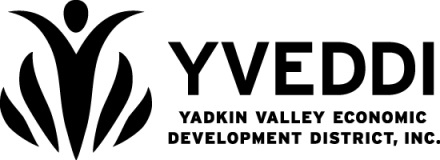 YVEDDI
YADKIN VALLEY ECONOMIC
DEVELOPMENT DISTRICT, INC.